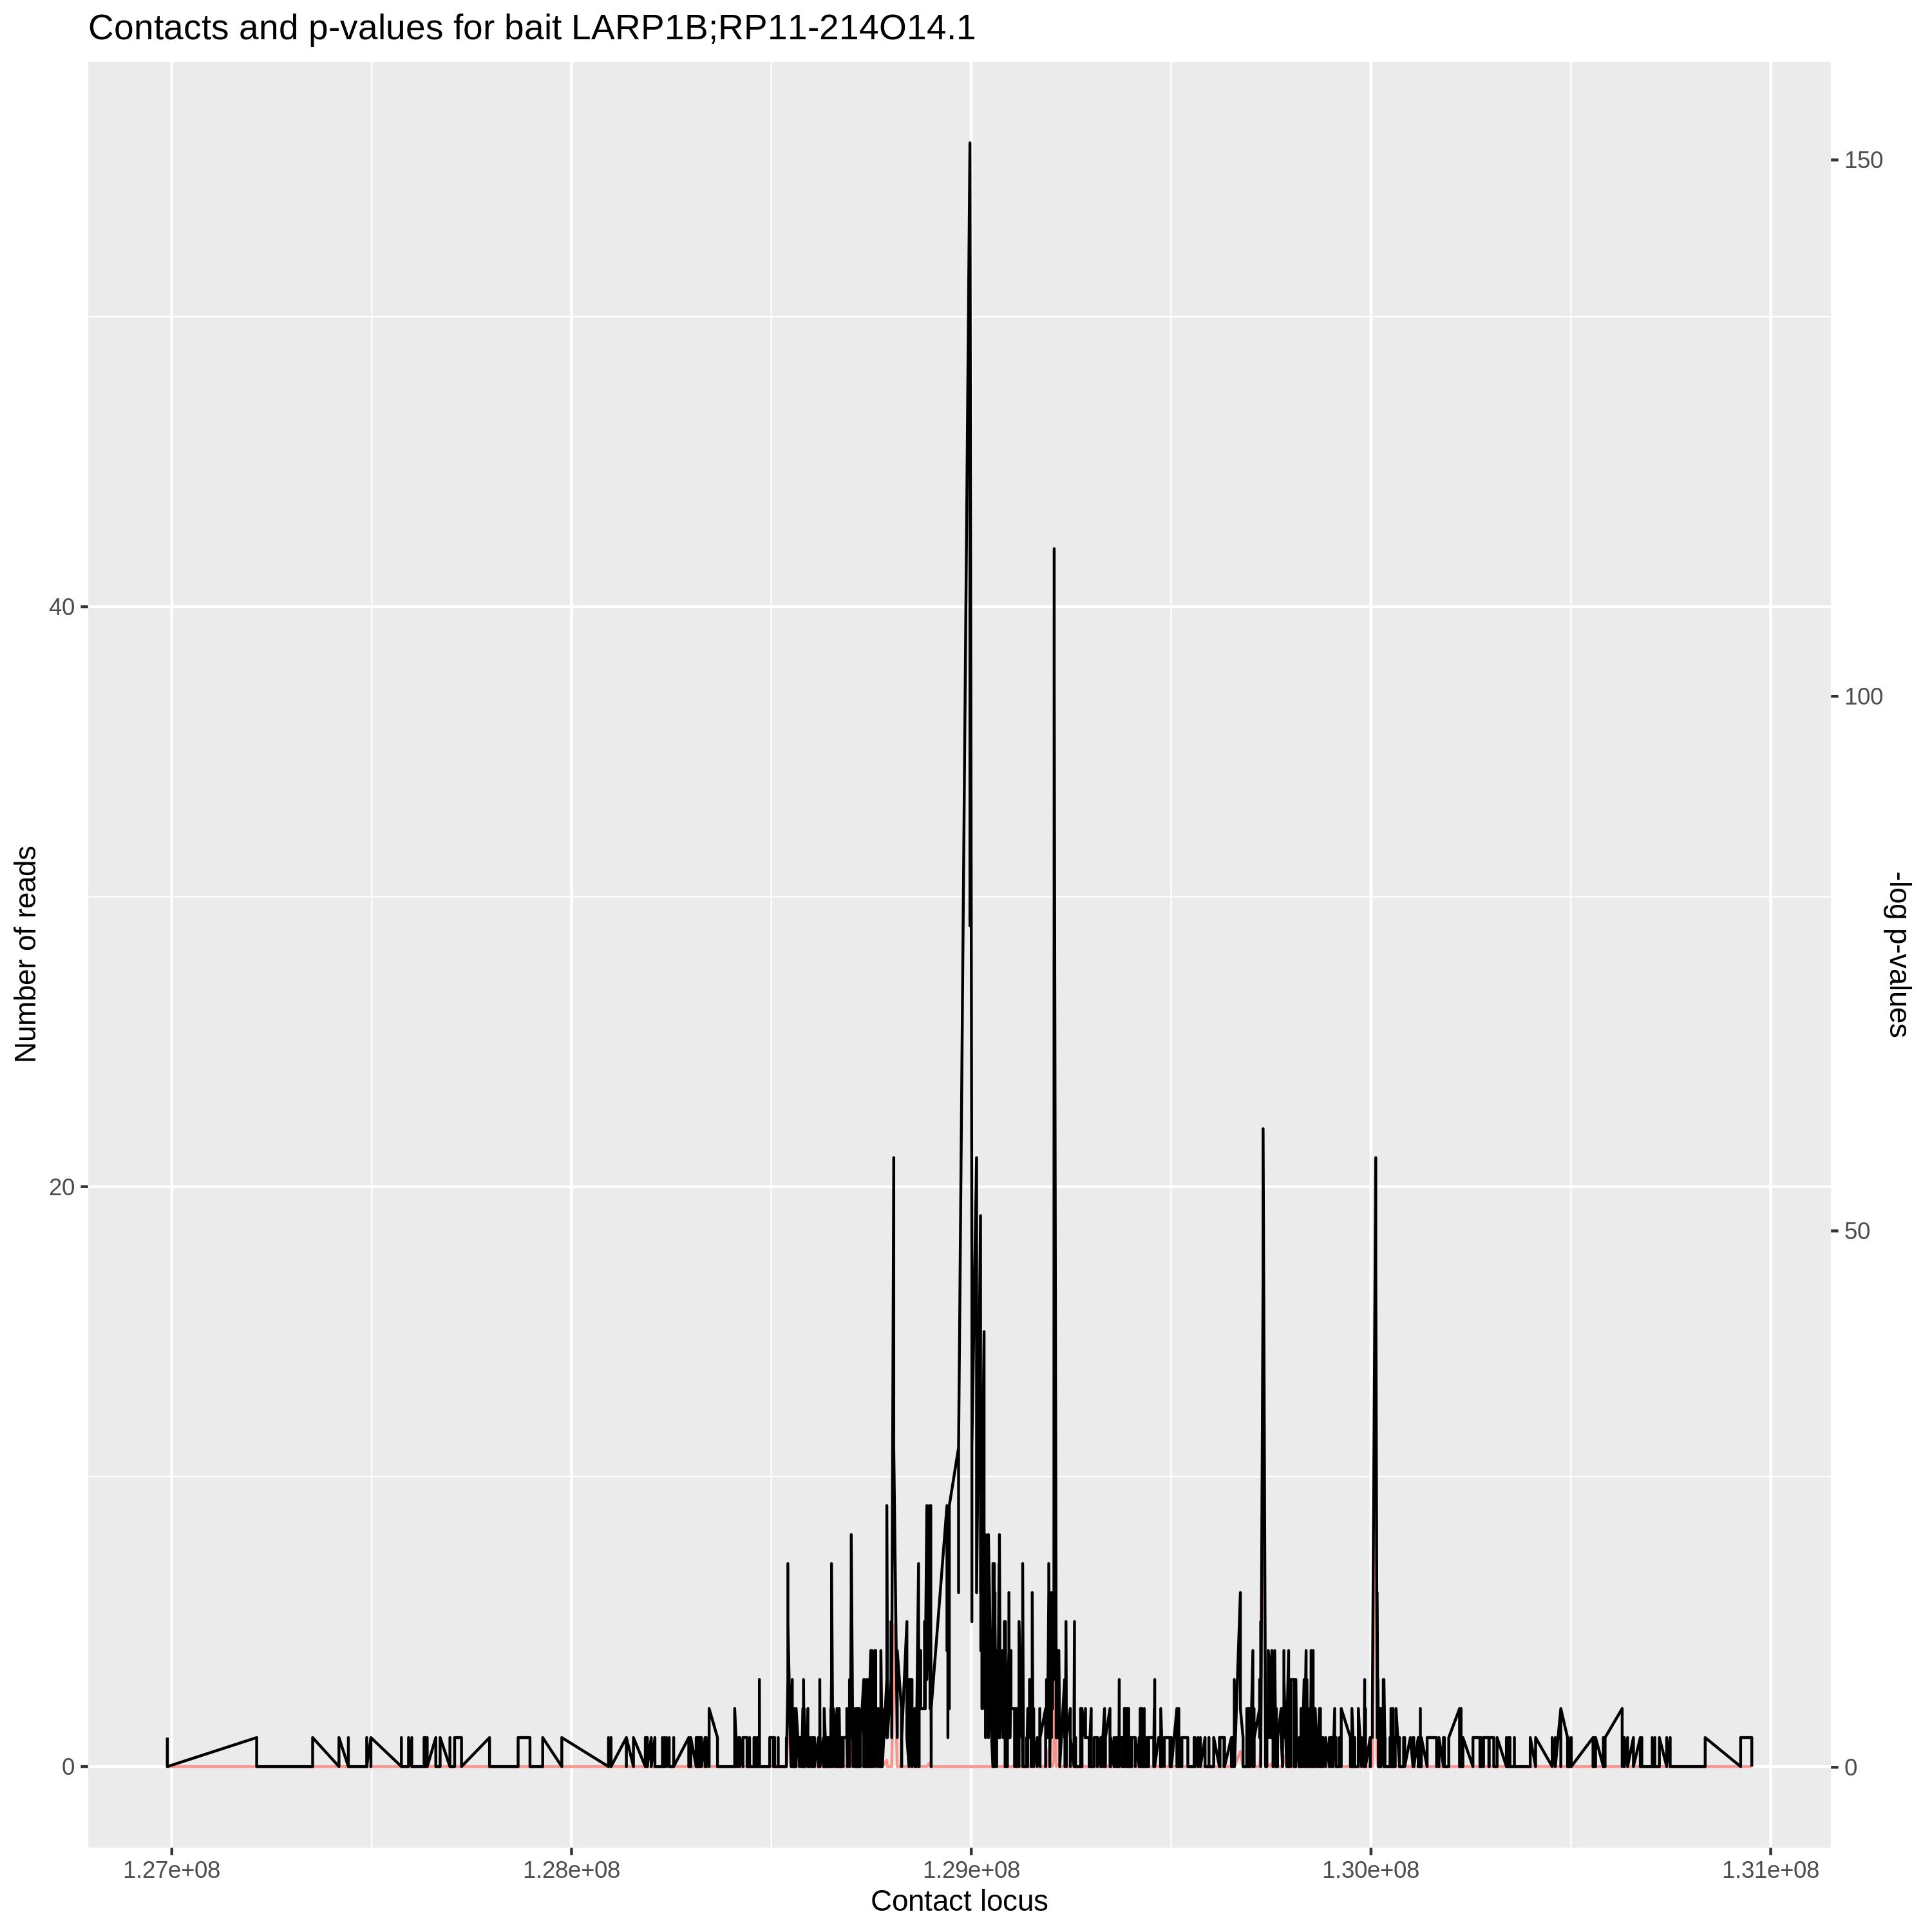 Contacts and p-values for bait LARP1B;RP11-214O14.1
Number of reads
40
20
0
150
100
50
0
-log p-values
1.27e+08 1.28e+08 1.29e+08 1.30e+08 1.31e+08
Contact locus